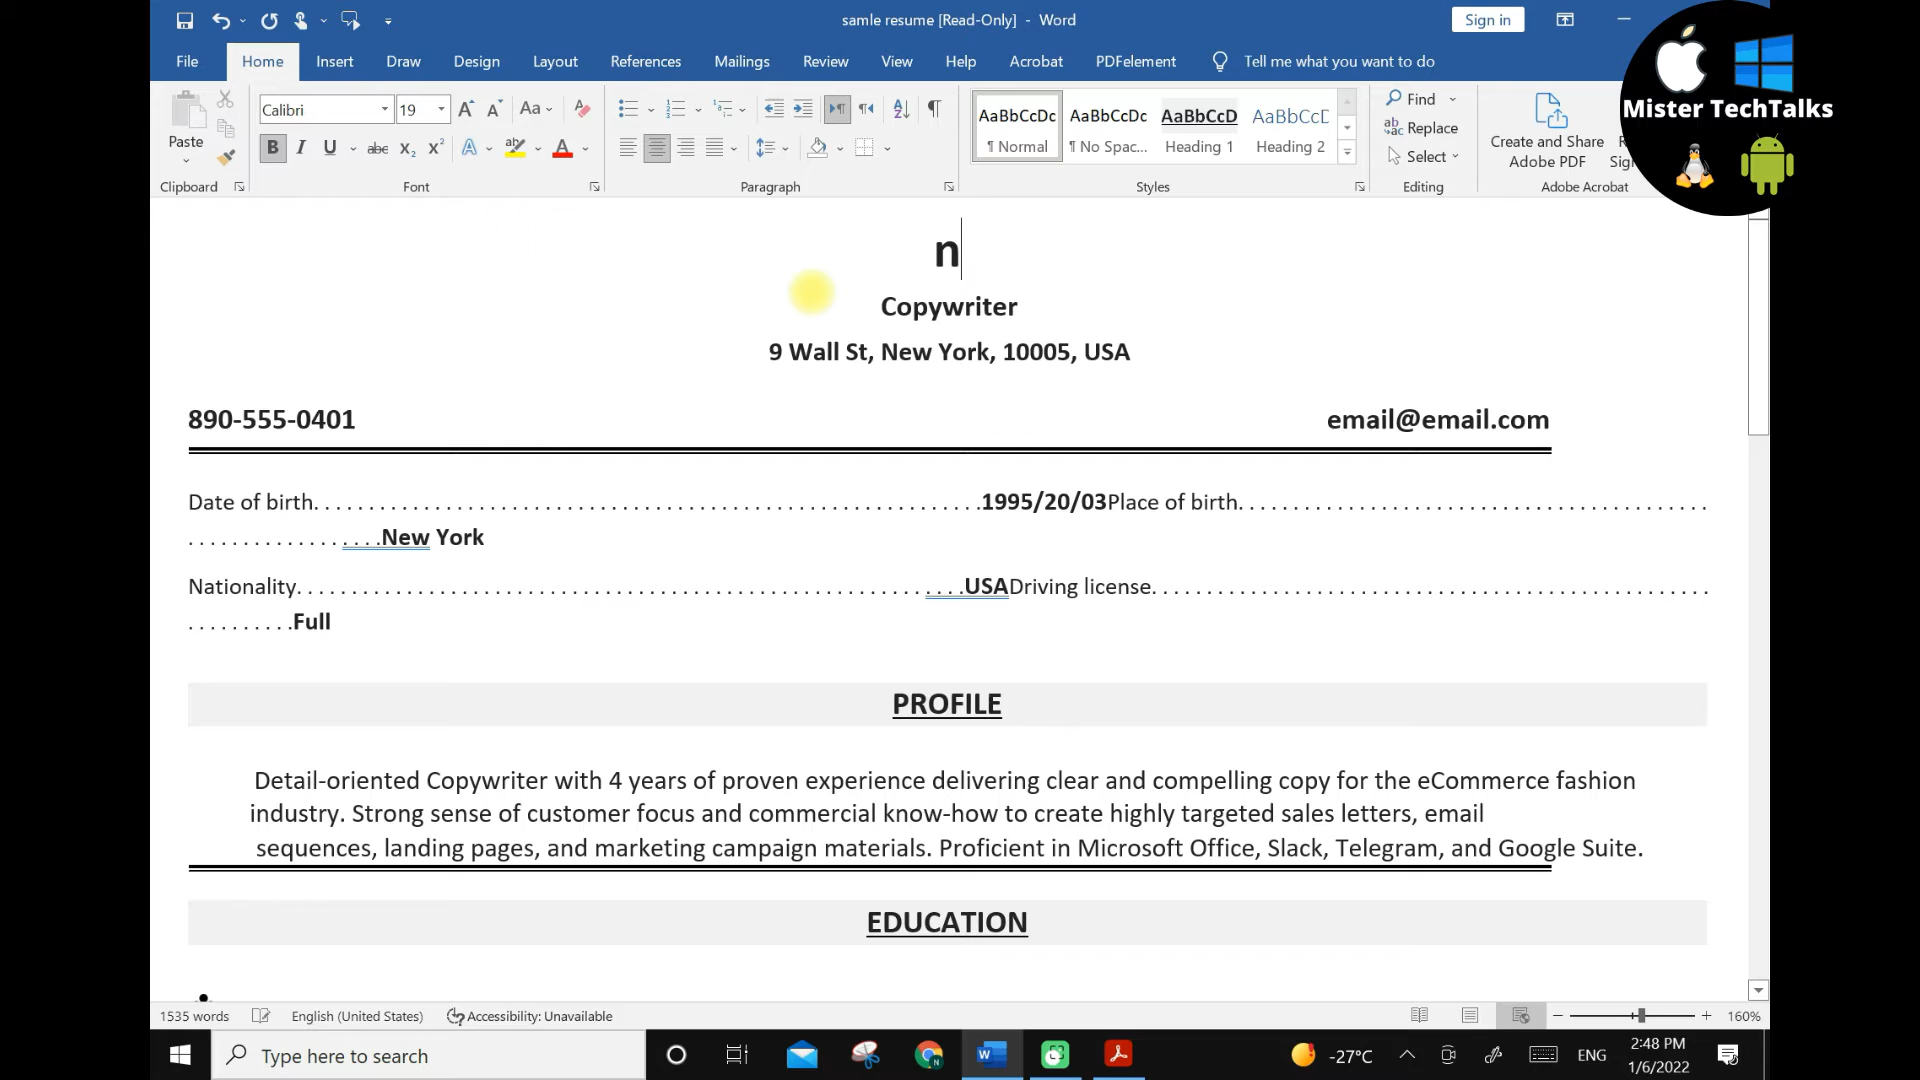 samle resume [Read-Only] - Word
Sign in
File Home Insert Draw Design Layout References Mailings Review View Help Acrobat PDFelement Tell me what you want to do
Mister TechTalks
Paste
Calibri 19 Aa
AaBbCcDc AaBbCcDc AaBbCcD AaBbCcD
¶ Normal ¶ No Spac... Heading 1 Heading 2
Find
Replace
Select
Create and Share
Adobe PDF
Clipboard Font Paragraph Styles Editing Adobe Acrobat
n
Copywriter
9 Wall St, New York, 10005, USA
890-555-0401 email@email.com
Date of birth. . . . . . . . . . . . . . . . . . . . . . . . . . . . . . . . . . . . . . . . . . . . . . . . . . . . . . . . . . . . .1995/20/03Place of birth. . . . . . . . . . . . . . . . . . . . . . . . . . . . . . . . . . . . . . . . . . .
. . . . . . . . . . . . . . . . . .New York
Nationality. . . . . . . . . . . . . . . . . . . . . . . . . . . . . . . . . . . . . . . . . . . . . . . . . . . . . . . . . . . . .USADriving license. . . . . . . . . . . . . . . . . . . . . . . . . . . . . . . . . . . . . . . . . . . . . . . . . . .
. . . . . . . . . .Full
PROFILE
Detail-oriented Copywriter with 4 years of proven experience delivering clear and compelling copy for the eCommerce fashion
industry. Strong sense of customer focus and commercial know-how to create highly targeted sales letters, email
sequences, landing pages, and marketing campaign materials. Proficient in Microsoft Office, Slack, Telegram, and Google Suite.
EDUCATION
1535 words English (United States) Accessibility: Unavailable 160%
Type here to search
-27°C ENG 2:48 PM
1/6/2022